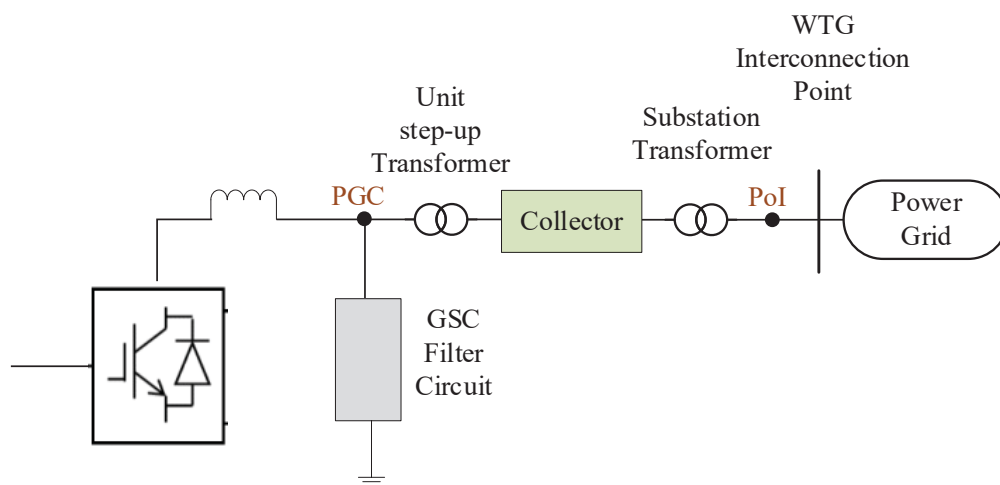 WTG
Interconnection
Point
Unit
step-up
Transformer
Substation
Transformer
PGC
Collector
PoI
Power
Grid
GSC
Filter
Circuit